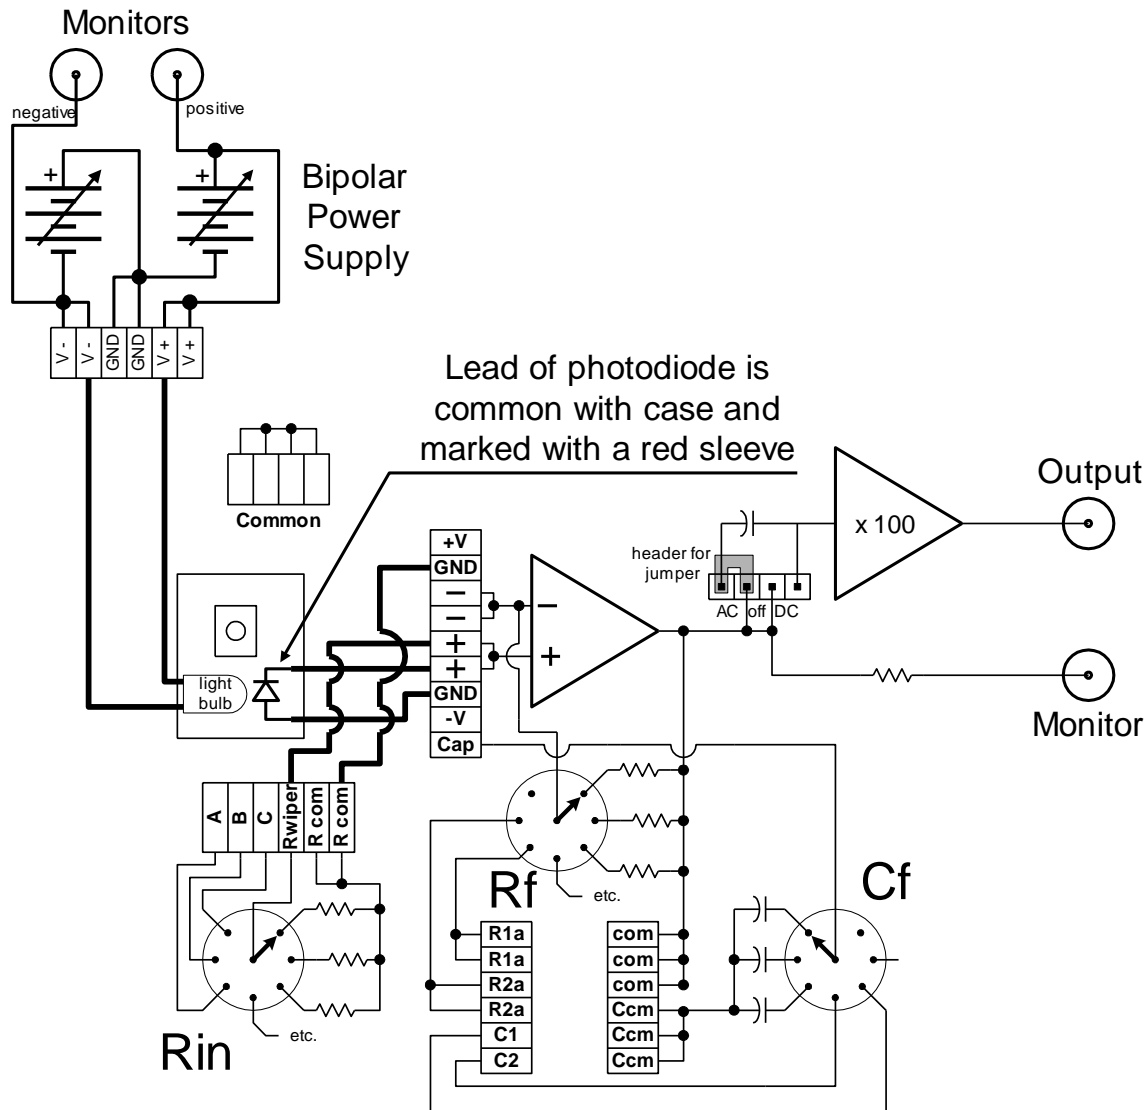 Monitors
negative
positive
+
+
Bipolar
Power
Supply
V -
V -
GND
GND
V +
V +
Lead of photodiode is
common with case and
marked with a red sleeve
Common
Output
x 100
header for
jumper
AC off DC
+V
GND
−
−
+
+
GND
-V
Cap
−
+
light
bulb
Monitor
A
B
C
Rwiper
R com
R com
Rf
etc.
Cf
R1a
R1a
R2a
R2a
C1
C2
com
com
com
Ccm
Ccm
Ccm
Rin
etc.